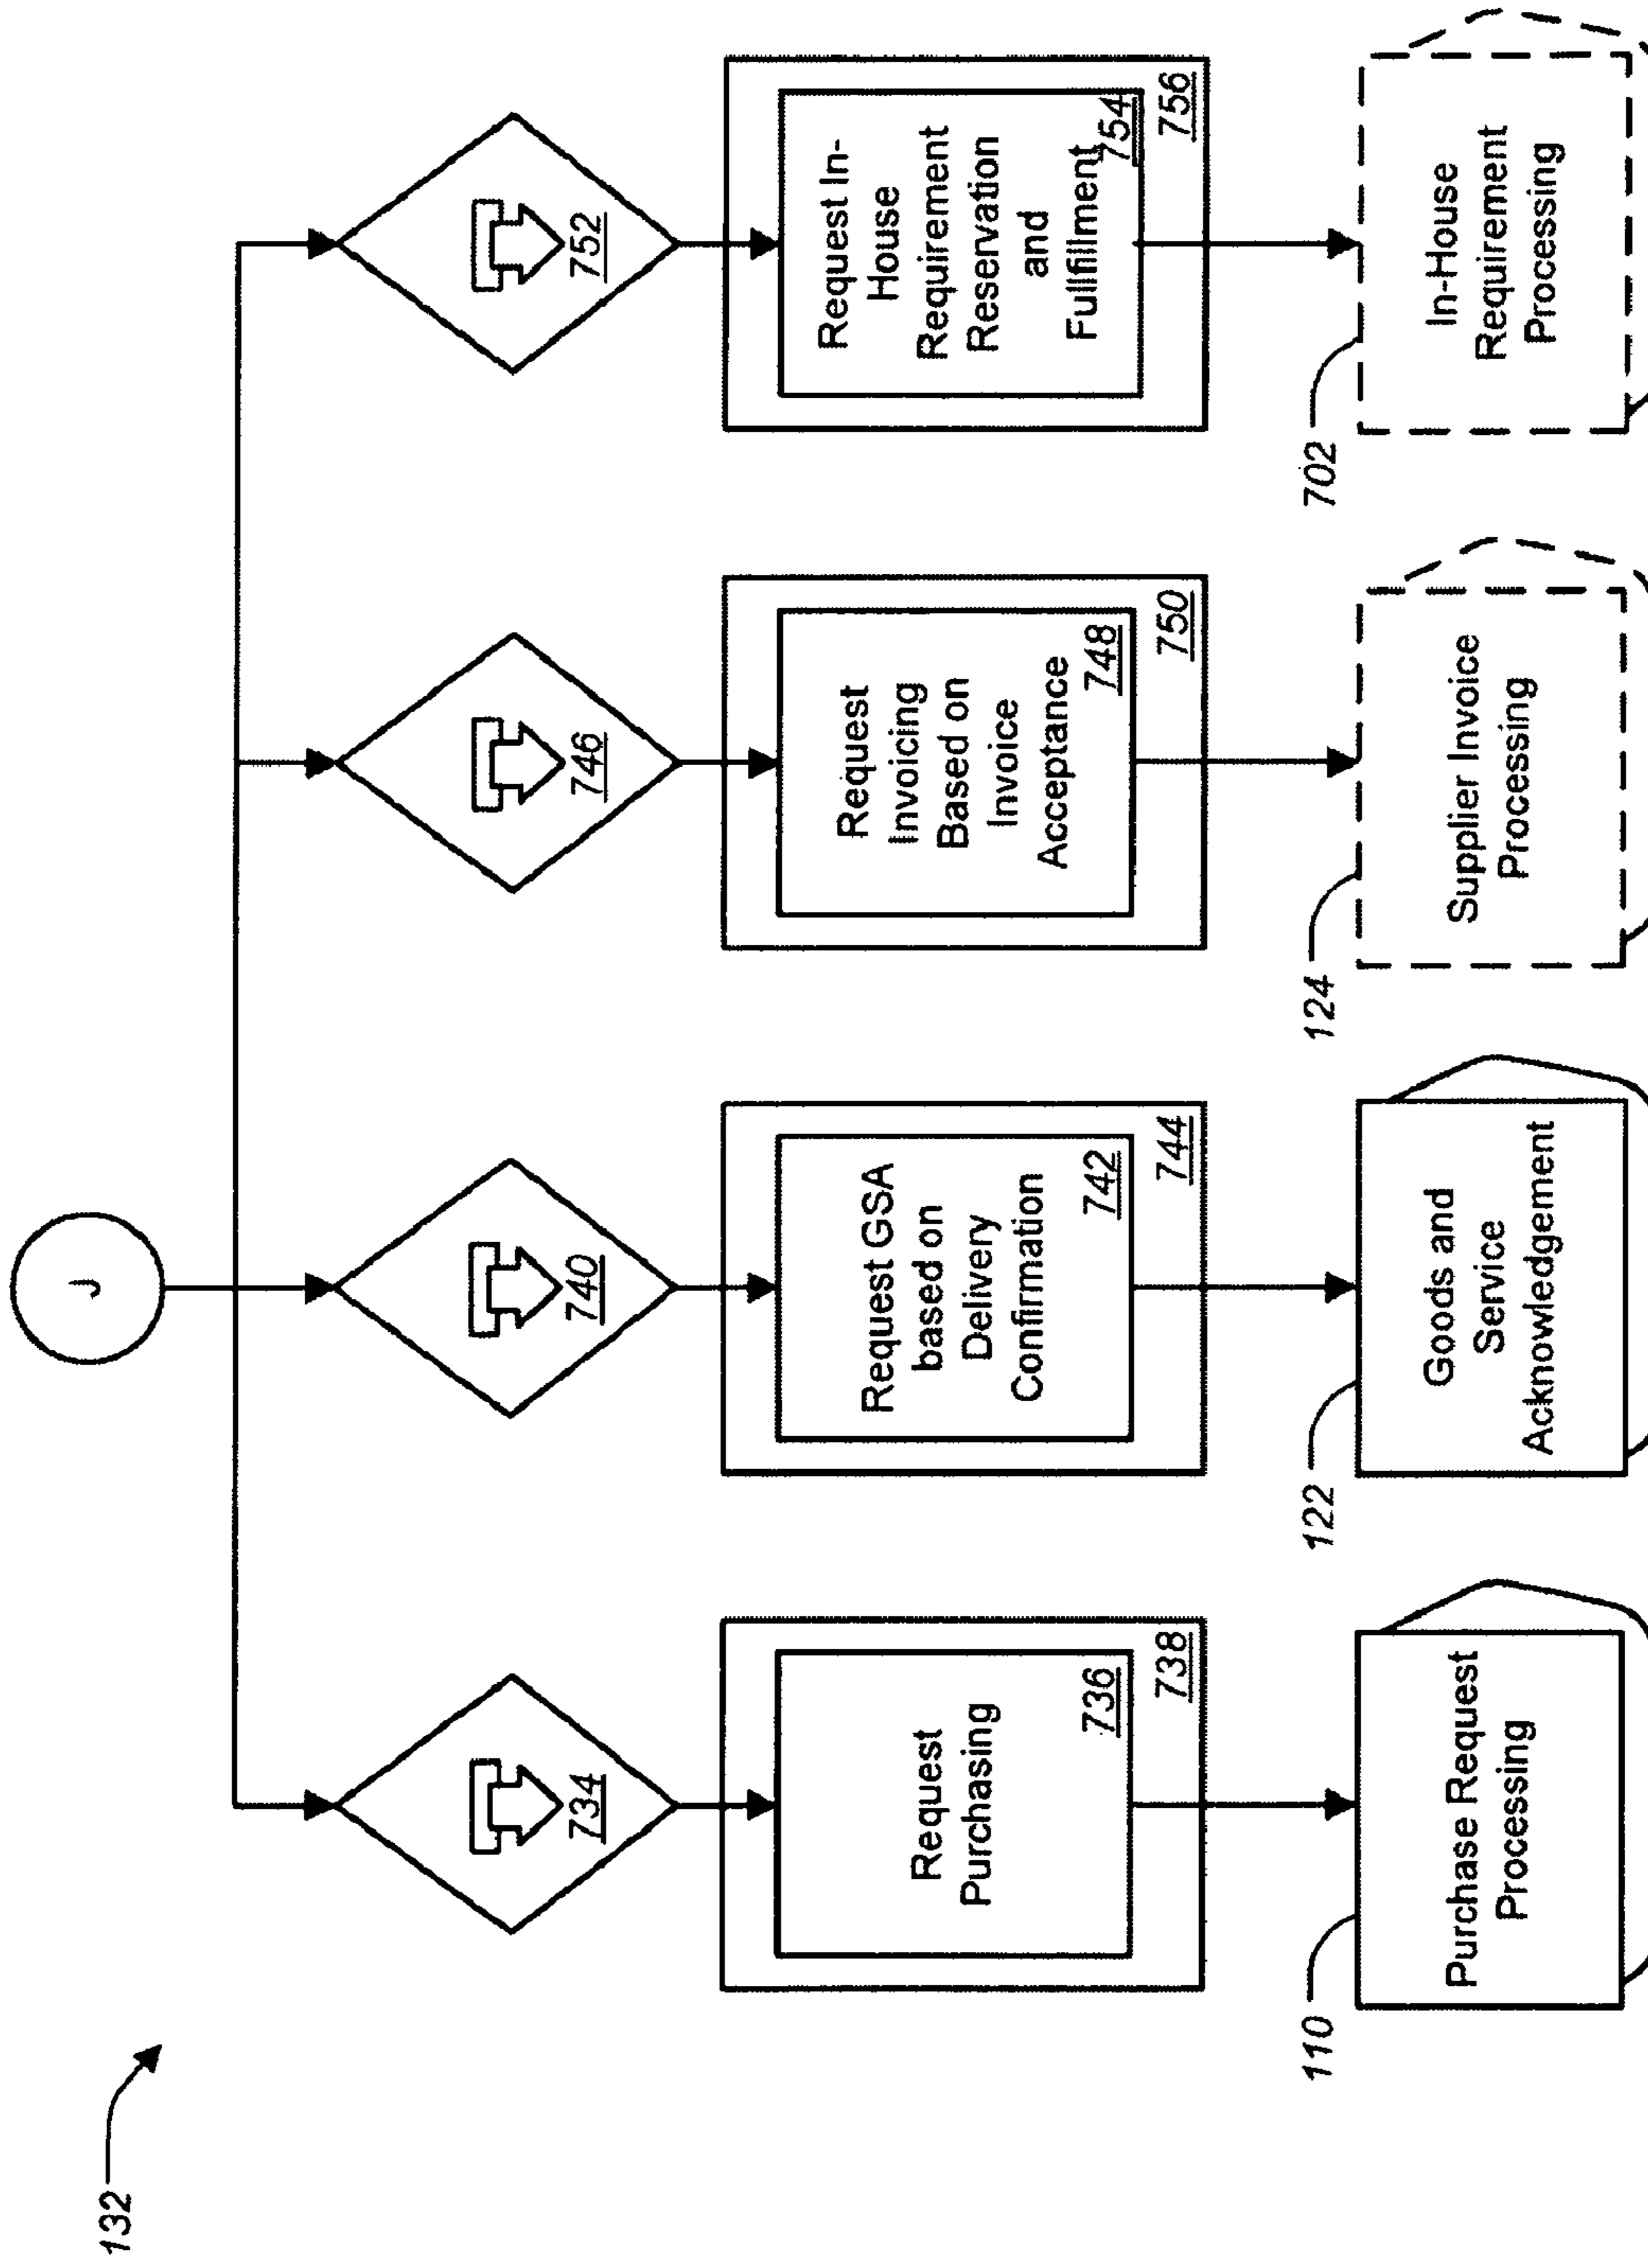 132
J
734
740
746
752
Request
Purchasing
736
738
Request GSA
based on
Delivery
Confirmation
742
744
Request
Invoicing
Based on
Invoice
Acceptance
748
750
Request In-
House
Requirement
Reservation
and
Fullfillment
754
756
110
Purchase Request
Processing
122
Goods and
Service
Acknowledgement
124
Supplier Invoice
Processing
702
In-House
Requirement
Processing